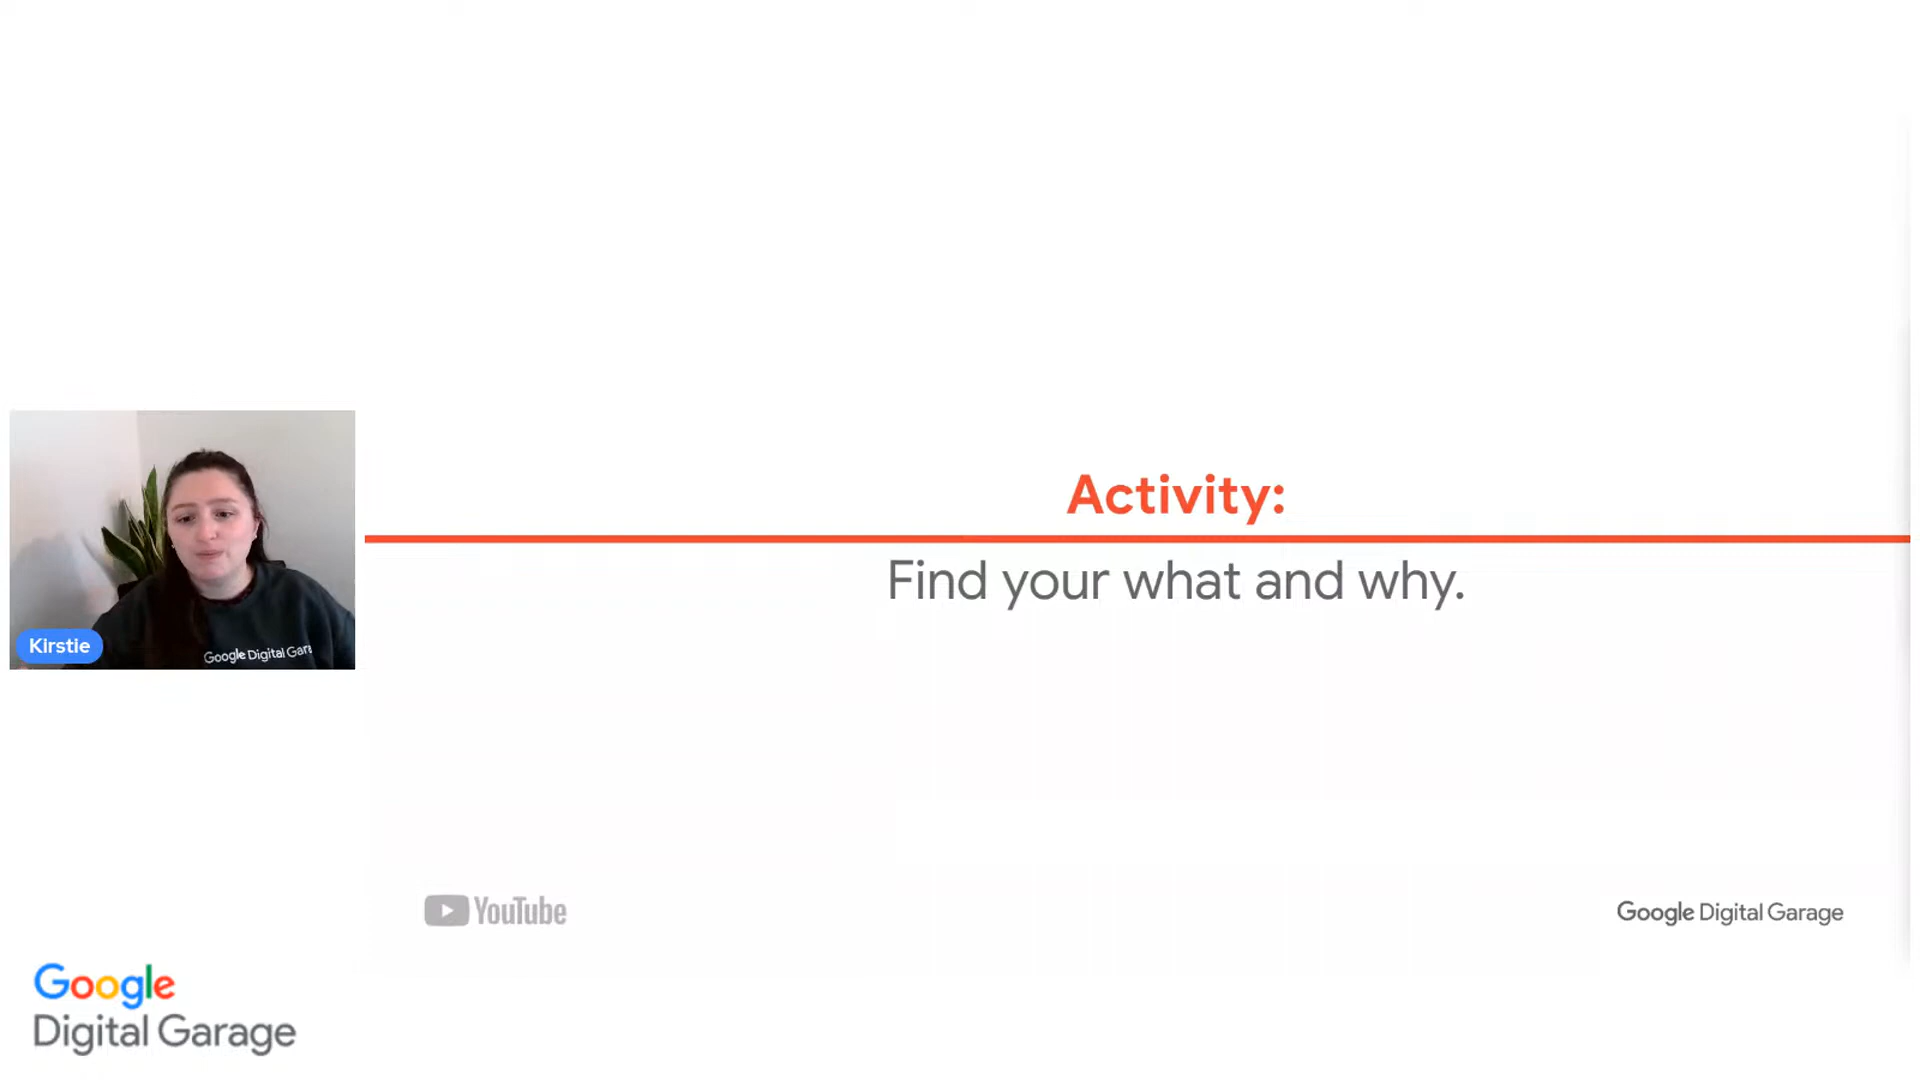 Activity:
Find your what and why.
Kirstie
Google Digital Gara
YouTube
Google Digital Garage
Google
Digital Garage